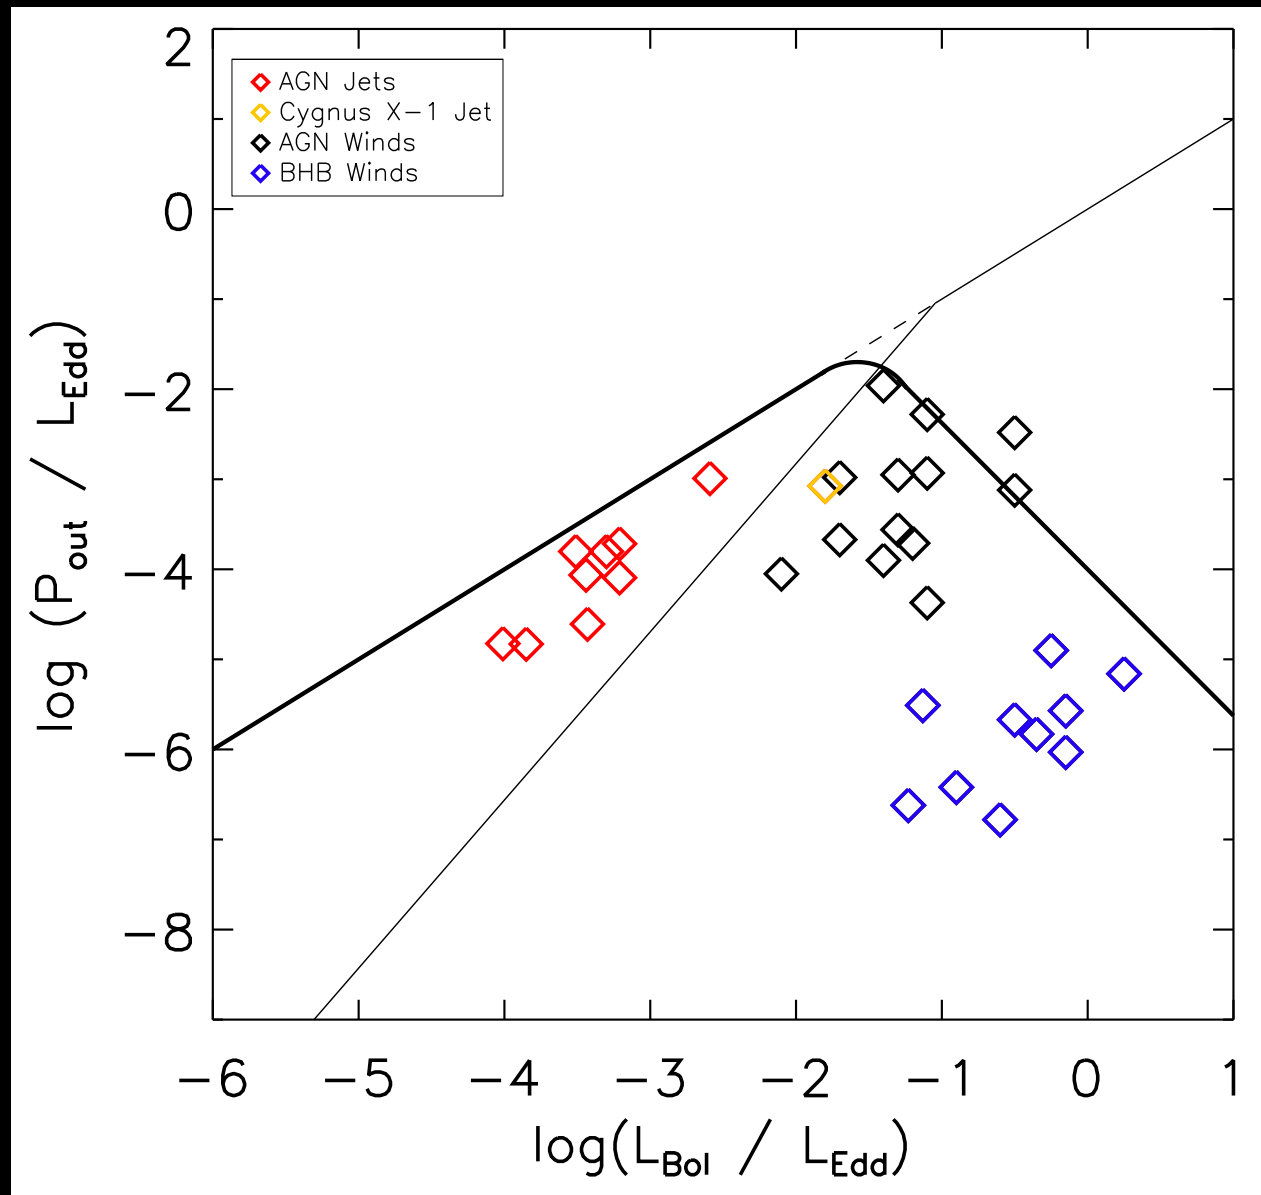 2
AGN Jets
Cygnus X-1 Jet
AGN Winds
BHB Winds
0
-2
-4
-6
-8
log (Pout / LEdd)
-6 -5 -4 -3 -2 -1 0 1
log(LBol / LEdd)